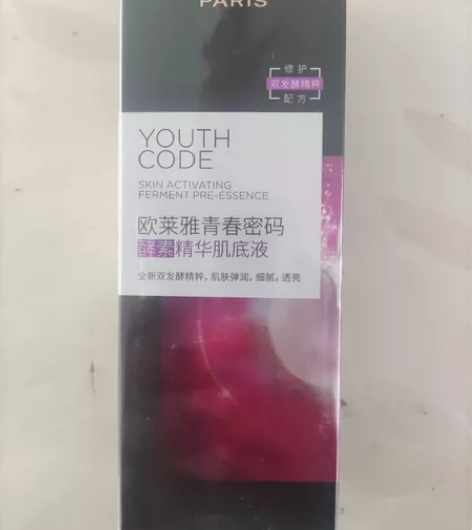 PARIS
修护
双发酵精粹
配方
YOUTH
CODE
SKIN ACTIVATING
FERMENT PRE-ESSENCE
欧莱雅青春密码
酵素精华肌底液
全新双发酵精粹，肌肤弹润，细腻，透亮